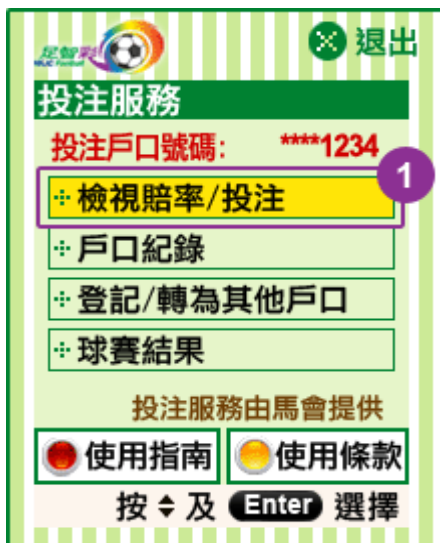 足智彩
HKJC Football
退出
投注服務
投注戶口號碼: ****1234
1
檢視賠率/投注
戶口紀錄
登記/轉為其他戶口
球賽結果
投注服務由馬會提供
使用指南 使用條款
按 及 Enter 選擇